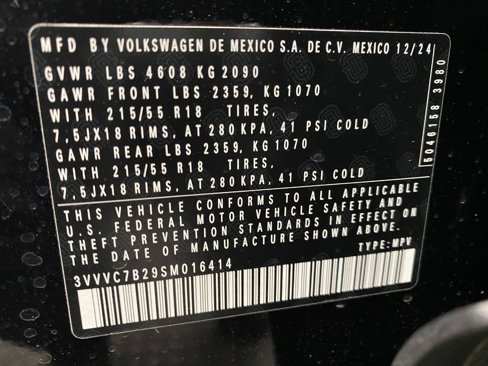 MFD BY VOLKSWAGEN DE MEXICO S.A. DE C.V. MEXICO 12/24
GVWR LBS 4608 KG 2090
GAWR FRONT LBS 2359, KG 1070
WITH 215/55 R18 TIRES,
7,5JX18 RIMS, AT 280 KPA, 41 PSI COLD
GAWR REAR LBS 2359, KG 1070
WITH 215/55 R18 TIRES,
7,5JX18 RIMS, AT 280 KPA, 41 PSI COLD
5046158 3980
THIS VEHICLE CONFORMS TO ALL APPLICABLE
U.S. FEDERAL MOTOR VEHICLE SAFETY AND
THEFT PREVENTION STANDARDS IN EFFECT ON
THE DATE OF MANUFACTURE SHOWN ABOVE.
TYPE: MPV
3VVVC7B29SM016414